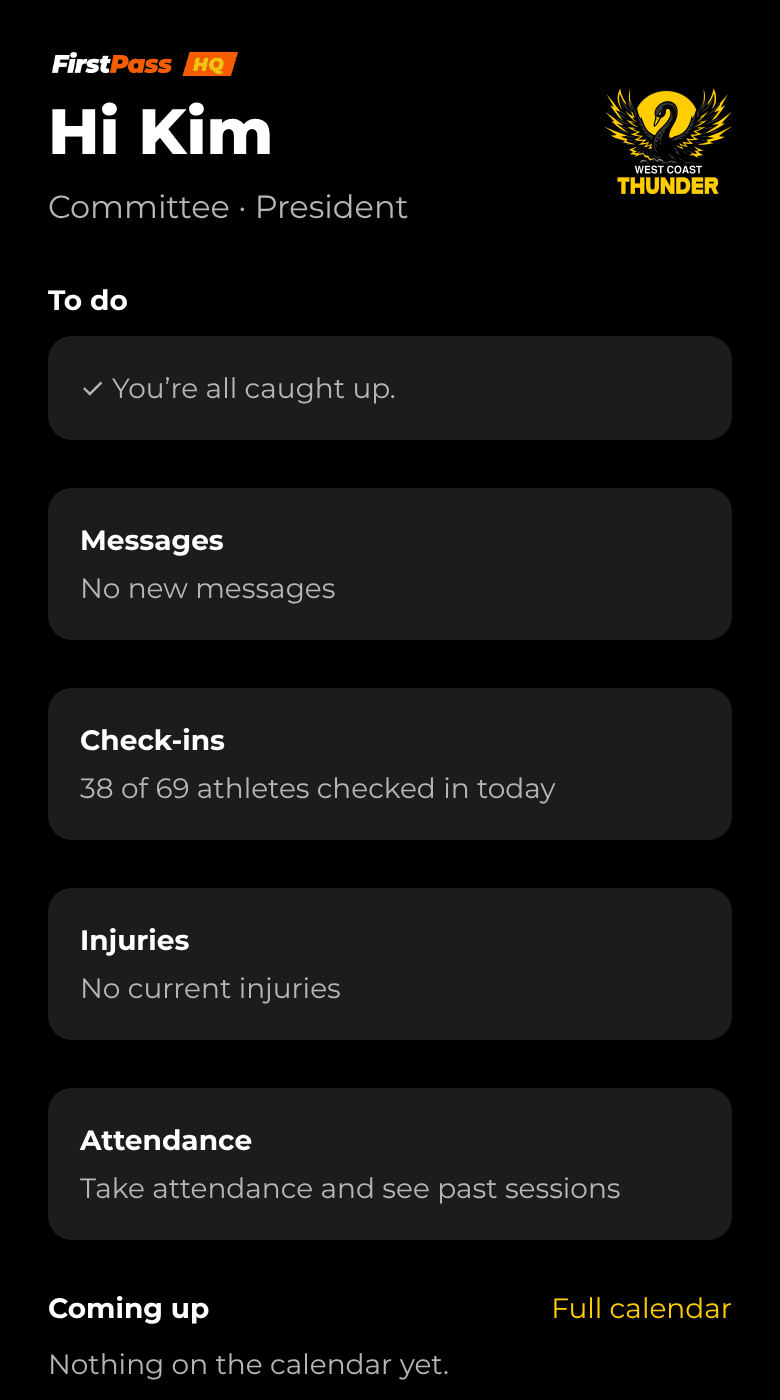 FirstPass HQ
Hi Kim
Committee · President
WEST COAST
THUNDER
To do
✓ You’re all caught up.
Messages
No new messages
Check-ins
38 of 69 athletes checked in today
Injuries
No current injuries
Attendance
Take attendance and see past sessions
Coming up
Full calendar
Nothing on the calendar yet.